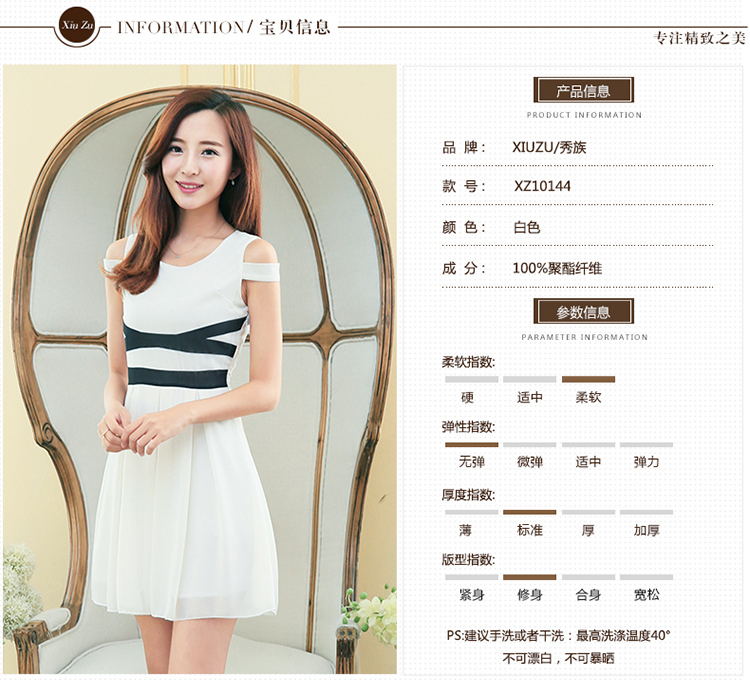 Xiu Zu
INFORMATION/ 宝贝信息
专注精致之美
产品信息
PRODUCT INFORMATION
品 牌： XIUZU/秀族
款 号： XZ10144
颜 色： 白色
成 分： 100%聚酯纤维
参数信息
PARAMETER INFORMATION
柔软指数:
硬 适中 柔软
弹性指数:
无弹 微弹 适中 弹力
厚度指数:
薄 标准 厚 加厚
版型指数:
紧身 修身 合身 宽松
PS:建议手洗或者干洗：最高洗涤温度40°
不可漂白，不可暴晒